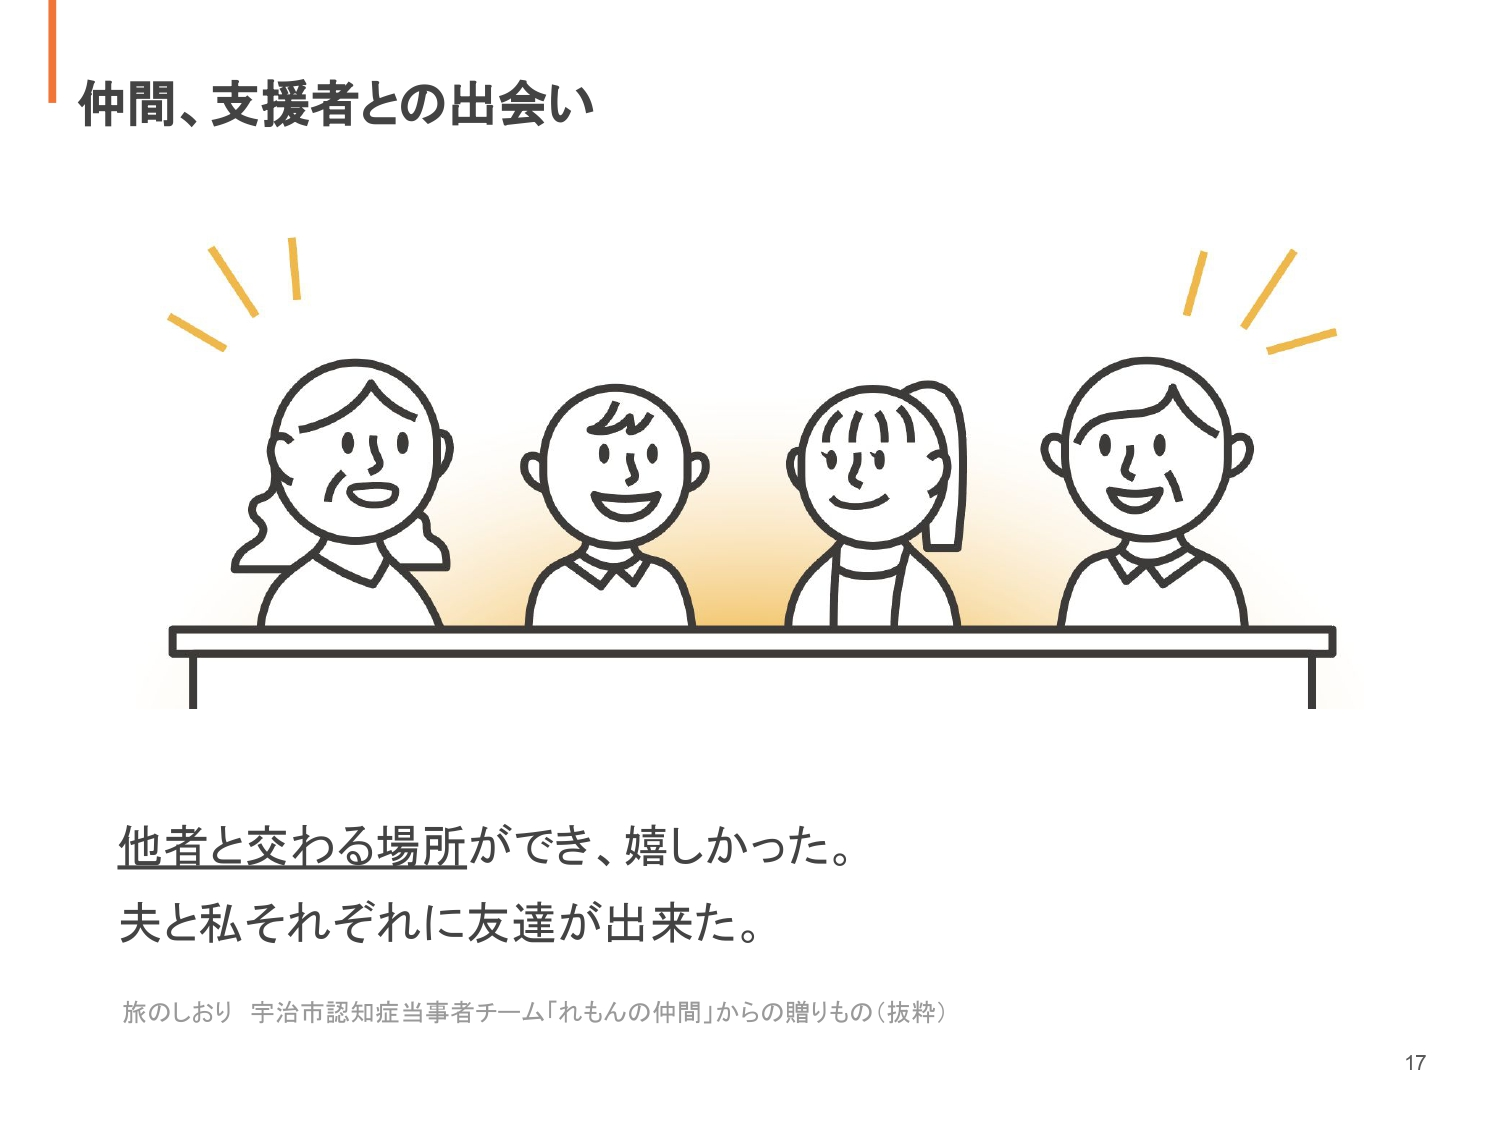 仲間、支援者との出会い
他者と交わる場所ができ、嬉しかった。
夫と私それぞれに友達が出来た。
旅のしおり　宇治市認知症当事者チーム「れもんの仲間」からの贈りもの（抜粋）
17